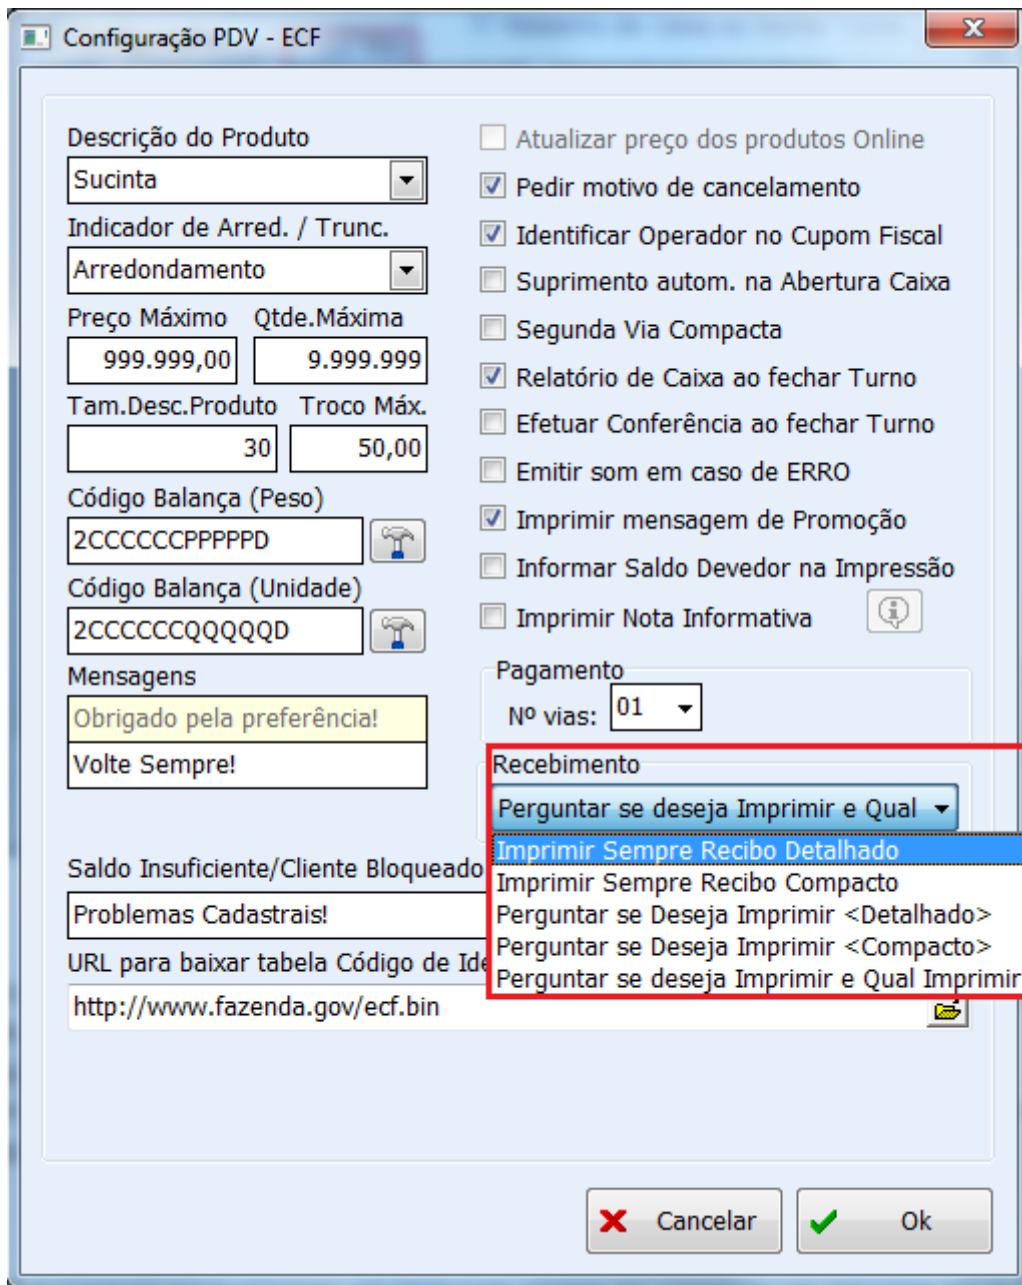 Configuração PDV - ECF
Descrição do Produto
Sucinta
Indicador de Arred. / Trunc.
Arredondamento
Preço Máximo Qtde.Máxima
999.999,00 9.999.999
Tam.Desc.Produto Troco Máx.
30 50,00
Código Balança (Peso)
2CCCCCCPPPPPD
Código Balança (Unidade)
2CCCCCCQQQQQD
Mensagens
Obrigado pela preferência!
Volte Sempre!
Atualizar preço dos produtos Online
Pedir motivo de cancelamento
Identificar Operador no Cupom Fiscal
Suprimento autom. na Abertura Caixa
Segunda Via Compacta
Relatório de Caixa ao fechar Turno
Efetuar Conferência ao fechar Turno
Emitir som em caso de ERRO
Imprimir mensagem de Promoção
Informar Saldo Devedor na Impressão
Imprimir Nota Informativa
Pagamento
Nº vias: 01
Recebimento
Perguntar se deseja Imprimir e Qual
Imprimir Sempre Recibo Detalhado
Imprimir Sempre Recibo Compacto
Perguntar se Deseja Imprimir <Detalhado>
Perguntar se Deseja Imprimir <Compacto>
Perguntar se deseja Imprimir e Qual Imprimir
Saldo Insuficiente/Cliente Bloqueado
Problemas Cadastrais!
URL para baixar tabela Código de Ide
http://www.fazenda.gov/ecf.bin
Cancelar
Ok